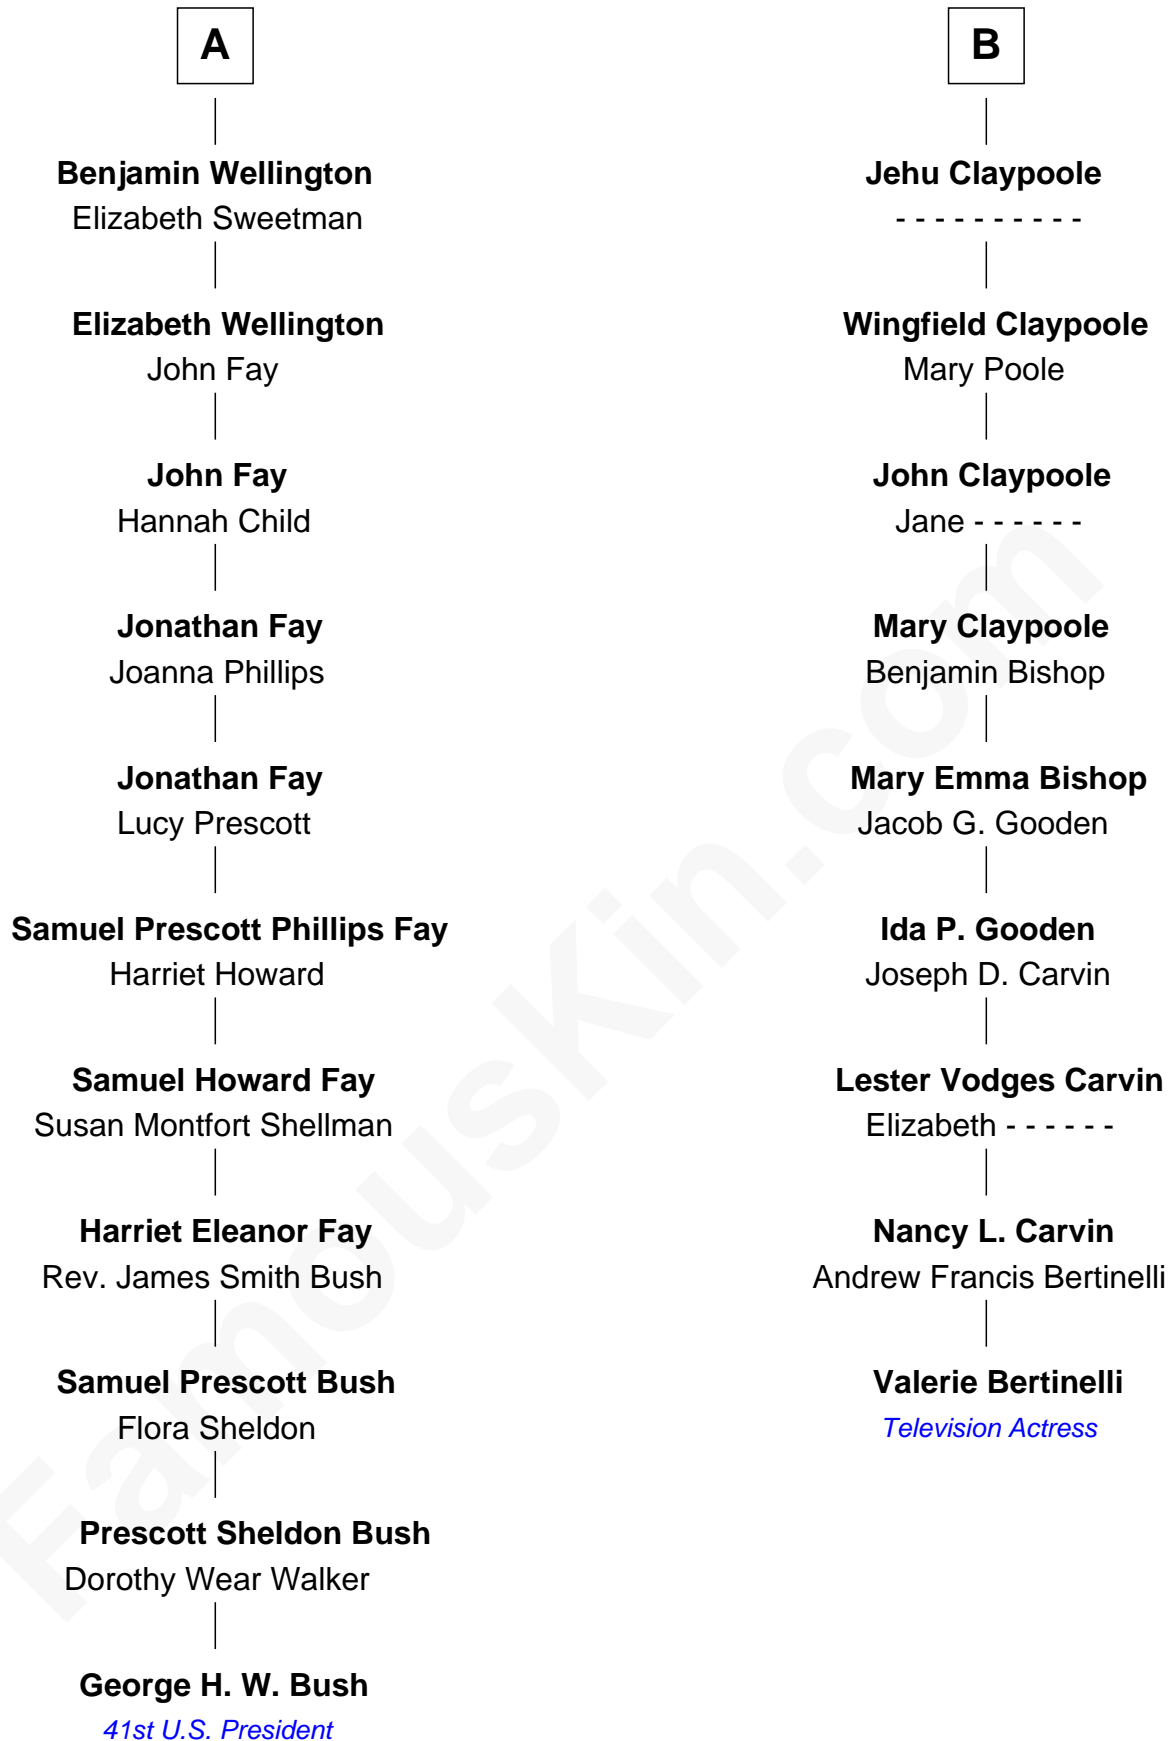 A
Benjamin Wellington
Elizabeth Sweetman
Elizabeth Wellington
John Fay
John Fay
Hannah Child
Jonathan Fay
Joanna Phillips
Jonathan Fay
Lucy Prescott
Samuel Prescott Phillips Fay
Harriet Howard
Samuel Howard Fay
Susan Montfort Shellman
Harriet Eleanor Fay
Rev. James Smith Bush
Samuel Prescott Bush
Flora Sheldon
Prescott Sheldon Bush
Dorothy Wear Walker
George H. W. Bush
41st U.S. President
B
Jehu Claypoole
- - - - - - - - - -
Wingfield Claypoole
Mary Poole
John Claypoole
Jane - - - - - -
Mary Claypoole
Benjamin Bishop
Mary Emma Bishop
Jacob G. Gooden
Ida P. Gooden
Joseph D. Carvin
Lester Vodges Carvin
Elizabeth - - - - - -
Nancy L. Carvin
Andrew Francis Bertinelli
Valerie Bertinelli
Television Actress
FamousKin.com